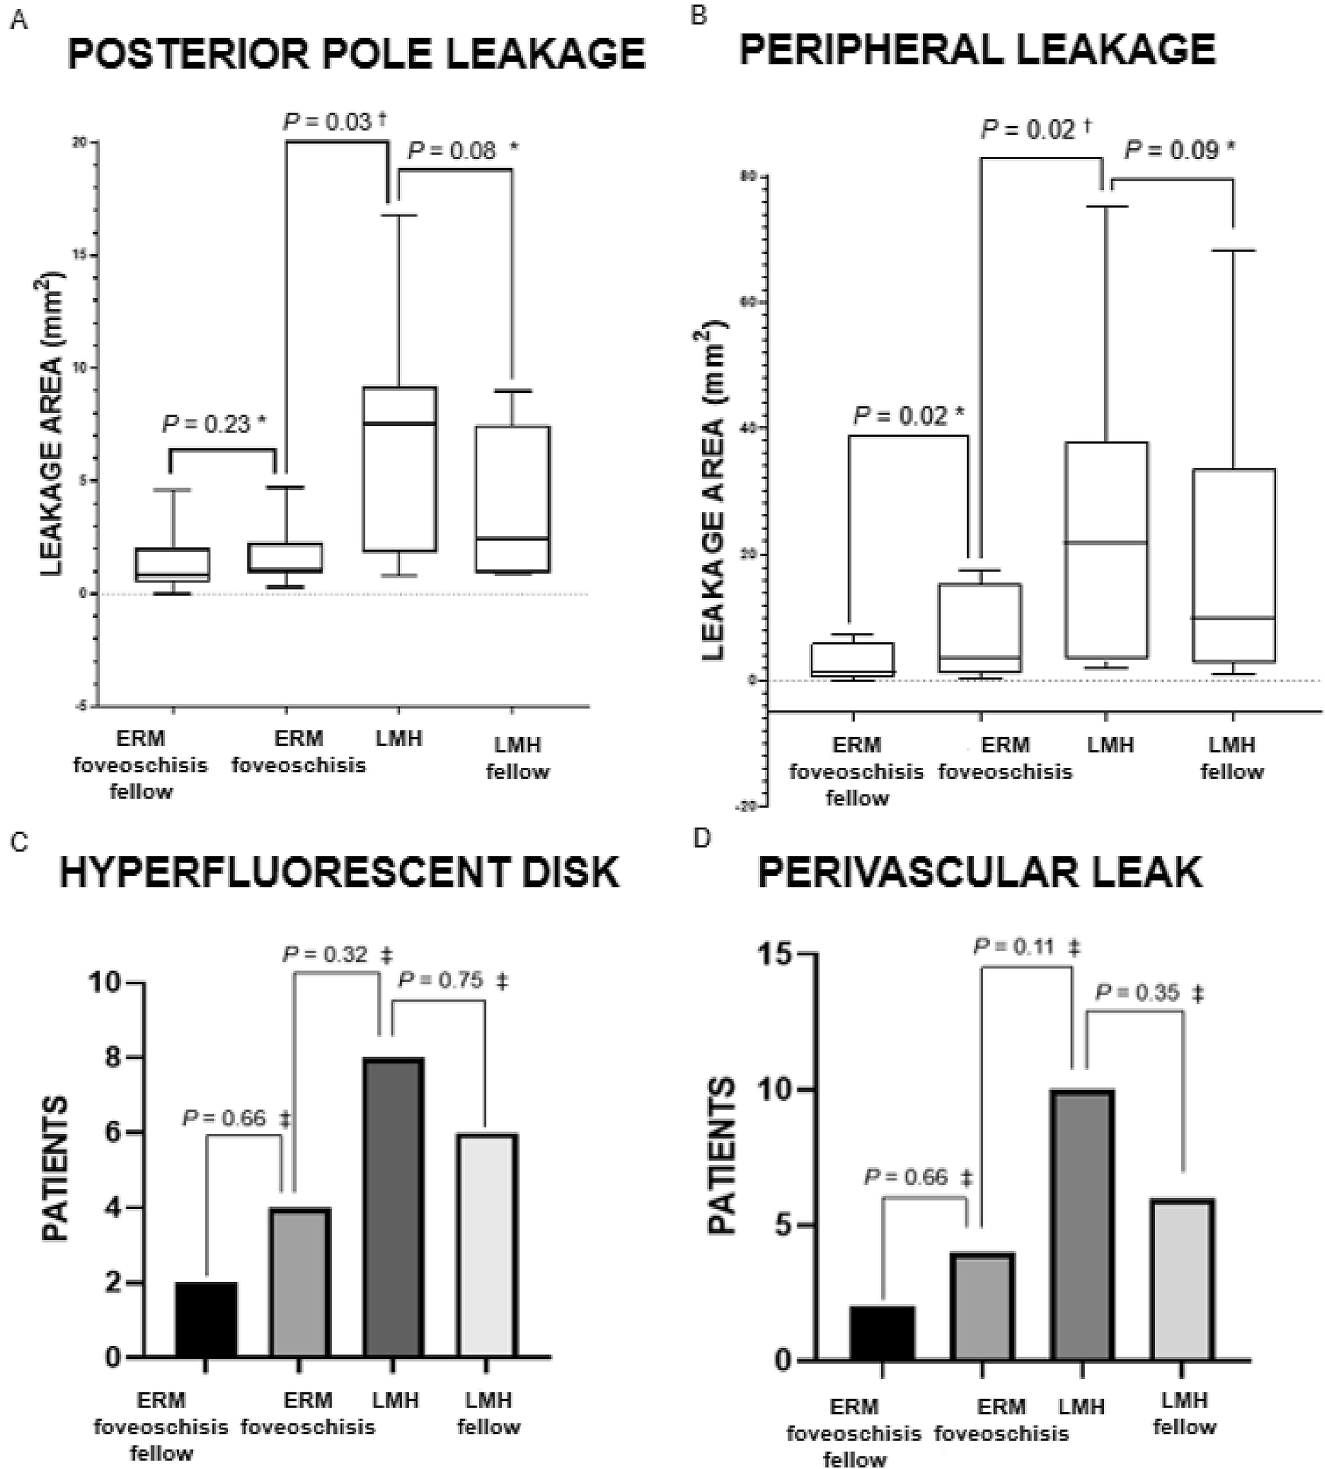 A
POSTERIOR POLE LEAKAGE
P = 0.03 †
P = 0.08 *
P = 0.23 *
LEAKAGE AREA (mm2)
20
15
10
5
0
-5
ERM
foveoschisis
fellow
ERM
foveoschisis
LMH
LMH
fellow
B
PERIPHERAL LEAKAGE
P = 0.02 †
P = 0.09 *
P = 0.02 *
LEAKAGE AREA (mm2)
80
60
40
20
0
-20
ERM
foveoschisis
fellow
ERM
foveoschisis
LMH
LMH
fellow
C
HYPERFLUORESCENT DISK
P = 0.32 ‡
P = 0.75 ‡
P = 0.66 ‡
PATIENTS
10
8
6
4
2
0
ERM
foveoschisis
fellow
ERM
foveoschisis
LMH
LMH
fellow
D
PERIVASCULAR LEAK
P = 0.11 ‡
P = 0.35 ‡
P = 0.66 ‡
PATIENTS
15
10
5
0
ERM
foveoschisis
fellow
ERM
foveoschisis
LMH
LMH
fellow